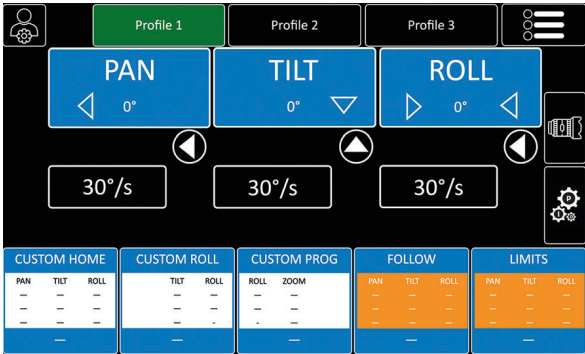 Profile 1 Profile 2 Profile 3
PAN TILT ROLL
0° 0° 0°
30°/s 30°/s 30°/s
CUSTOM HOME CUSTOM ROLL CUSTOM PROG FOLLOW LIMITS
PAN TILT ROLL TILT ROLL ROLL ZOOM PAN TILT ROLL PAN TILT ROLL
— — — — — — — — — — — — —
— — — — — — — — — — — — —
— — — — - - — — — — — — —
— — — — —
P
I